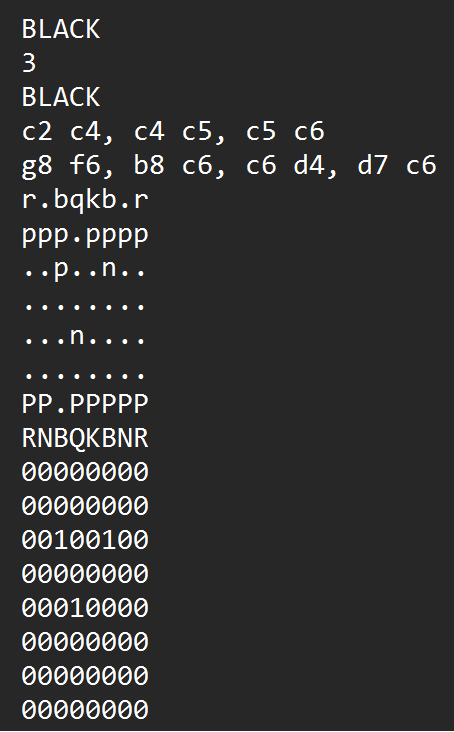 BLACK
3
BLACK
c2 c4, c4 c5, c5 c6
g8 f6, b8 c6, c6 d4, d7 c6
r.bqkb.r
ppp.pppp
..p..n..
........
...n....
........
PP.PPPPP
RNBQKBNR
00000000
00000000
00100100
00000000
00010000
00000000
00000000
00000000